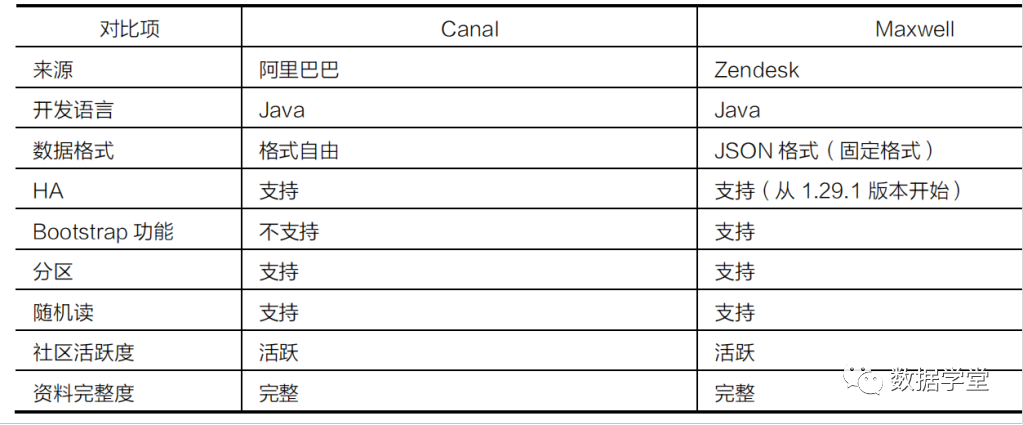 对比项 Canal Maxwell
来源 阿里巴巴 Zendesk
开发语言 Java Java
数据格式 格式自由 JSON 格式（固定格式）
HA 支持 支持（从 1.29.1 版本开始）
Bootstrap 功能 不支持 支持
分区 支持 支持
随机读 支持 支持
社区活跃度 活跃 活跃
资料完整度 完整 完整
数据学堂